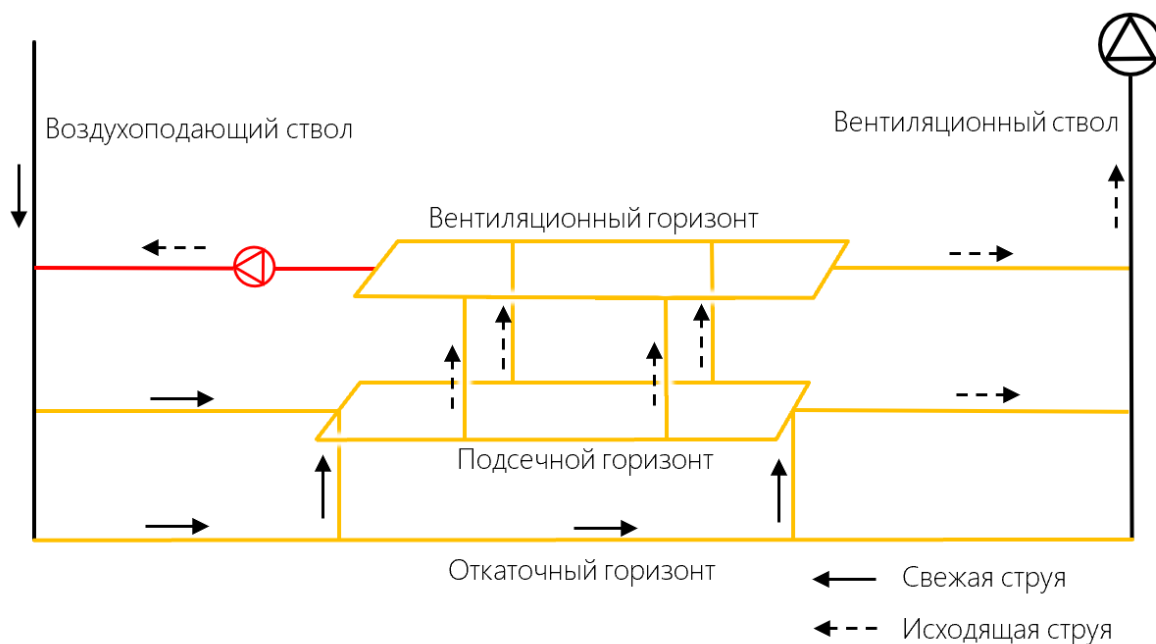 Воздухоподающий ствол
Вентиляционный ствол
Вентиляционный горизонт
Подсечной горизонт
Откаточный горизонт
Свежая струя
Исходящая струя